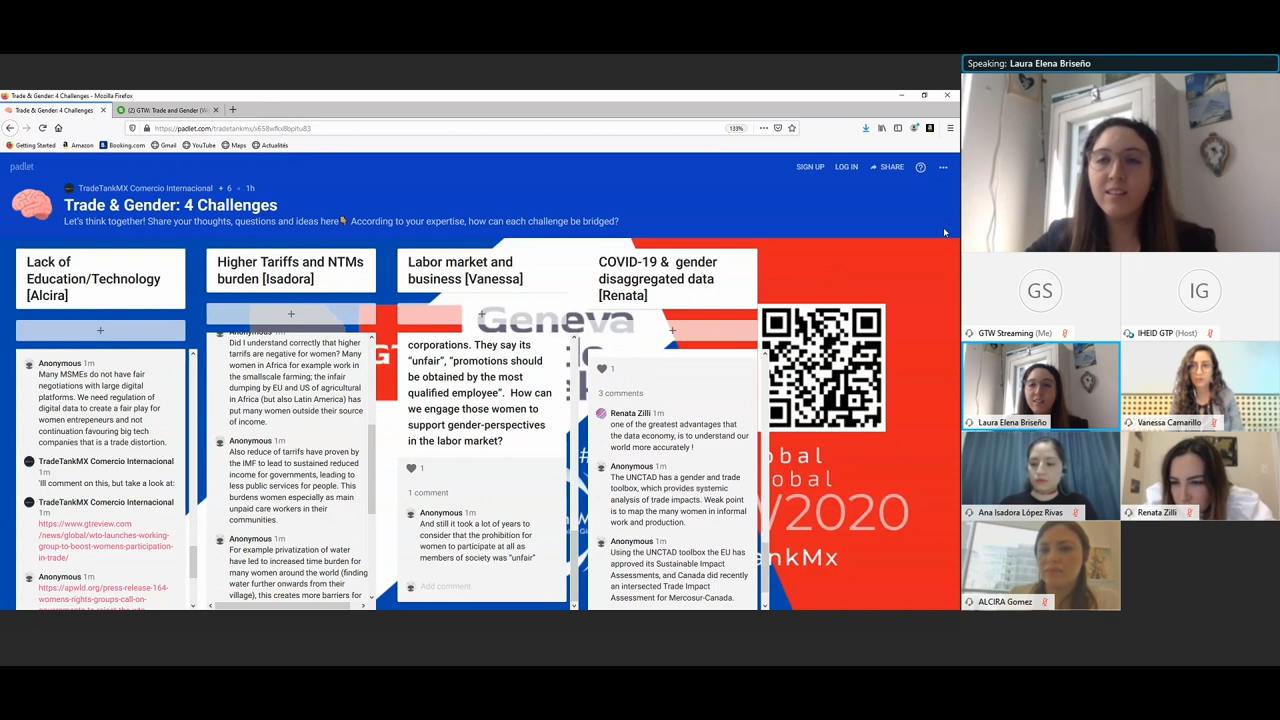 Speaking: Laura Elena Briseño
Trade & Gender: 4 Challenges - Mozilla Firefox
Trade & Gender: 4 Challenges
(2) GTW: Trade and Gender (W
https://padlet.com/tradetankmx/x658wfkx8bpitu83
133%
Getting Started
Amazon
Booking.com
Gmail
YouTube
Maps
Actualités
padlet
SIGN UP
LOG IN
SHARE
TradeTankMX Comercio Internacional + 6 • 1h
Trade & Gender: 4 Challenges
Let's think together! Share your thoughts, questions and ideas here According to your expertise, how can each challenge be bridged?
Lack of
Education/Technology
[Alcira]
Anonymous 1m
Many MSMEs do not have fair
negotiations with large digital
platforms. We need regulation of
digital data to create a fair play for
women entrepeneurs and not
continuation favouring big tech
companies that is a trade distortion.
TradeTankMX Comercio Internacional
1m
'Ill comment on this, but take a look at:
TradeTankMX Comercio Internacional
1m
https://www.gtreview.com
/news/global/wto-launches-working-
group-to-boost-womens-participation-
in-trade/
Anonymous 1m
https://apwld.org/press-release-164-
womens-rights-groups-call-on-
governments-to-reject-the-wto-
Higher Tariffs and NTMs
burden [Isadora]
Anonymous 1m
Did I understand correctly that higher
tarifs are negative for women? Many
women in Africa for example work in
the smallscale farming; the infair
dumping by EU and US of agricultural
in Africa (but also Latin America) has
put many women outside their source
of income.
Anonymous 1m
Also reduce of tarrifs have proven by
the IMF to lead to sustained reduced
income for governments, leading to
less public services for people. This
burdens women especially as main
unpaid care workers in their
communities.
Anonymous 1m
For example privatization of water
have led to increased time burden for
many women around the world (finding
water further onwards from their
village), this creates more barriers for
Labor market and
business [Vanessa]
corporations. They say its
"unfair", "promotions should
be obtained by the most
qualified employee". How can
we engage those women to
support gender-perspectives
in the labor market?
1
1 comment
Anonymous 1m
And still it took a lot of years to
consider that the prohibition for
women to participate at all as
members of society was "unfair"
Add comment
COVID-19 & gender
disaggregated data
[Renata]
1
3 comments
Renata Zilli 1m
one of the greatest advantages that
the data economy, is to understand our
world more accurately !
Anonymous 1m
The UNCTAD has a gender and trade
toolbox, which provides systemic
analysis of trade impacts. Weak point
is to map the many women in informal
work and production.
Anonymous 1m
Using the UNCTAD toolbox the EU has
approved its Sustainable Impact
Assessments, and Canada did recently
an intersected Trade Impact
Assessment for Mercosur-Canada.
Geneva
GT
#
obal
lobal
/2020
ankMx
GS
GTW Streaming (Me)
IG
IHEID GTP (Host)
Laura Elena Briseño
Vanessa Camarillo
Ana Isadora López Rivas
Renata Zilli
ALCIRA Gomez